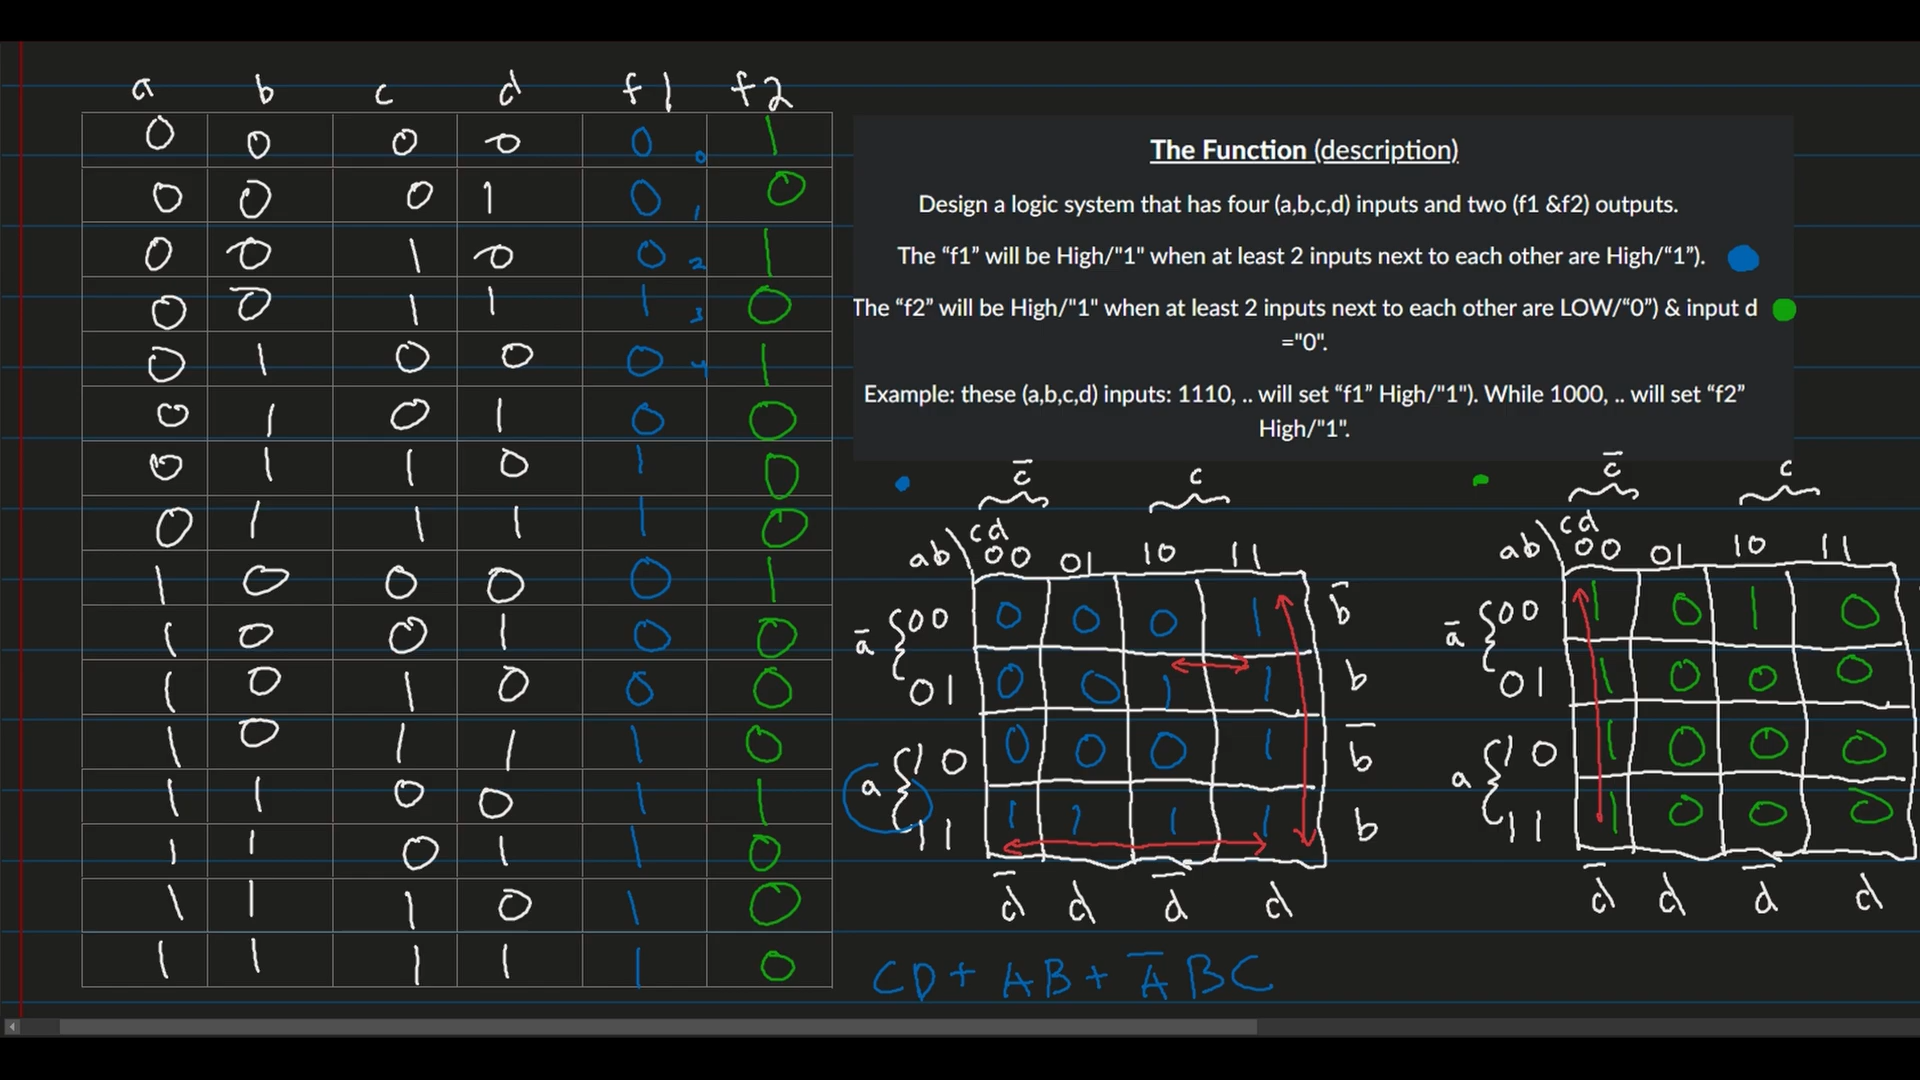 a b c d f1 f2
0 0 0 0 0 0 1
0 0 0 1 0 1 0
0 0 1 0 0 2 1
0 0 1 1 1 3 0
0 1 0 0 0 4 1
0 1 0 1 0 0
0 1 1 0 1 0
0 1 1 1 1 0
1 0 0 0 0 1
1 0 0 1 0 0
1 0 1 0 0 0
1 0 1 1 1 0
1 1 0 0 1 1
1 1 0 1 1 0
1 1 1 0 1 0
1 1 1 1 1 0
The Function (description)
Design a logic system that has four (a,b,c,d) inputs and two (f1 &f2) outputs.
The “f1” will be High/"1" when at least 2 inputs next to each other are High/“1”).
The “f2” will be High/"1" when at least 2 inputs next to each other are LOW/“0”) & input d
="0".
Example: these (a,b,c,d) inputs: 1110, .. will set “f1” High/"1"). While 1000, .. will set “f2”
High/"1".
c̅ c
ab\cd 00 01 10 11
a̅ 00 0 0 0 1 b̅
01 0 0 1 1 b
a 10 0 0 0 1 b̅
11 1 1 1 1 b
d̅ d d̅ d
CD + AB + A̅BC
c̅ c
ab\cd 00 01 10 11
a̅ 00 1 0 1 0
01 1 0 0 0
a 10 1 0 0 0
11 1 0 0 0
d̅ d d̅ d